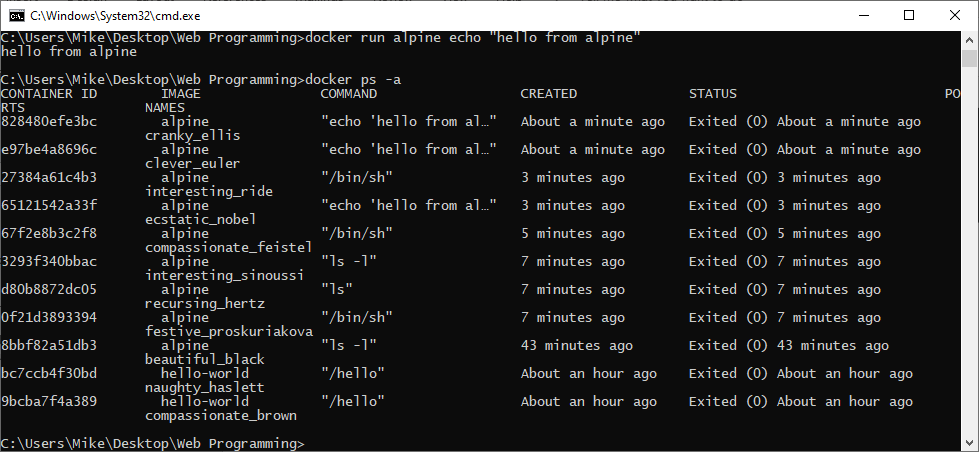 C:\Windows\System32\cmd.exe
C:\Users\Mike\Desktop\Web Programming>docker run alpine echo "hello from alpine"
hello from alpine
C:\Users\Mike\Desktop\Web Programming>docker ps -a
CONTAINER ID        IMAGE               COMMAND                  CREATED              STATUS                          PO
RTS               NAMES
828480efe3bc        alpine              "echo 'hello from al…"   About a minute ago   Exited (0) About a minute ago
                  cranky_ellis
e97be4a8696c        alpine              "echo 'hello from al…"   About a minute ago   Exited (0) About a minute ago
                  clever_euler
27384a61c4b3        alpine              "/bin/sh"                3 minutes ago        Exited (0) 3 minutes ago
                  interesting_ride
65121542a33f        alpine              "echo 'hello from al…"   3 minutes ago        Exited (0) 3 minutes ago
                  ecstatic_nobel
67f2e8b3c2f8        alpine              "/bin/sh"                5 minutes ago        Exited (0) 5 minutes ago
                  compassionate_feistel
3293f340bbac        alpine              "ls -l"                  7 minutes ago        Exited (0) 7 minutes ago
                  interesting_sinoussi
d80b8872dc05        alpine              "ls"                     7 minutes ago        Exited (0) 7 minutes ago
                  recursing_hertz
0f21d3893394        alpine              "/bin/sh"                7 minutes ago        Exited (0) 7 minutes ago
                  festive_proskuriakova
8bbf82a51db3        alpine              "ls -l"                  43 minutes ago       Exited (0) 43 minutes ago
                  beautiful_black
bc7ccb4f30bd        hello-world         "/hello"                 About an hour ago    Exited (0) About an hour ago
                  naughty_haslett
9bcba7f4a389        hello-world         "/hello"                 About an hour ago    Exited (0) About an hour ago
                  compassionate_brown
C:\Users\Mike\Desktop\Web Programming>